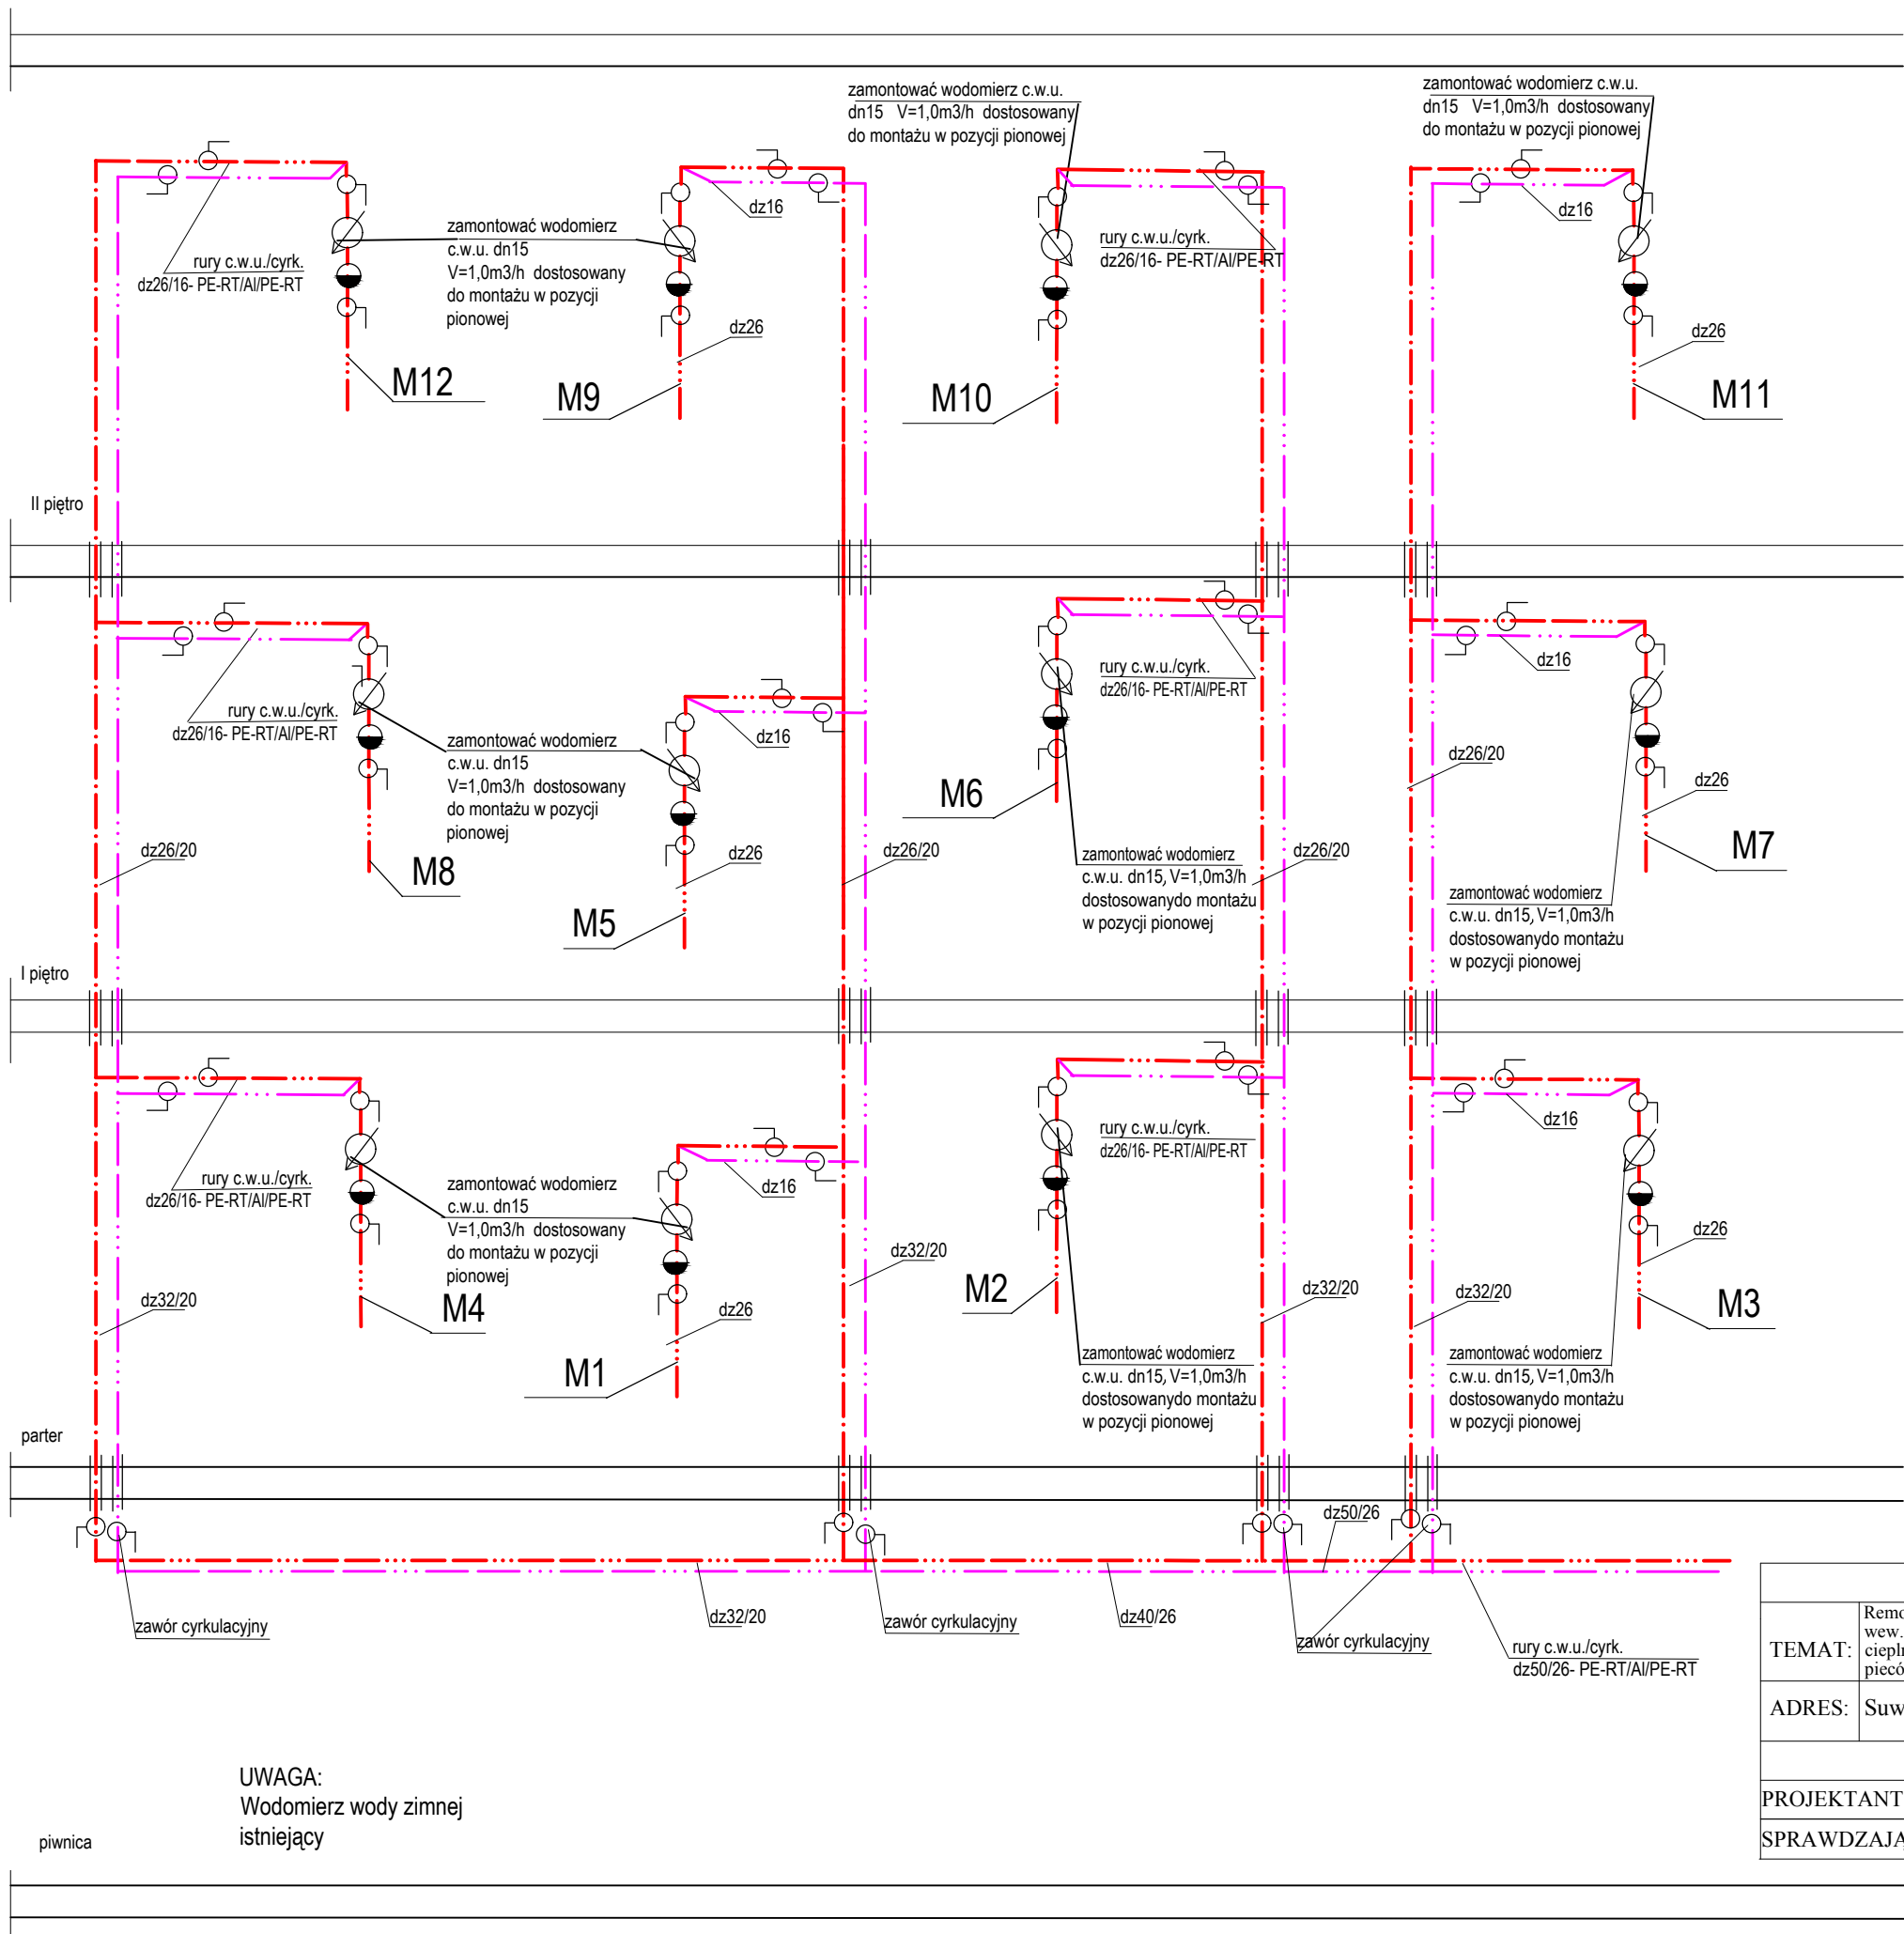 zamontować wodomierz c.w.u.
dn15 V=1,0m3/h dostosowany
do montażu w pozycji pionowej
zamontować wodomierz c.w.u.
dn15 V=1,0m3/h dostosowany
do montażu w pozycji pionowej
rury c.w.u./cyrk.
dz26/16- PE-RT/Al/PE-RT
zamontować wodomierz
c.w.u. dn15
V=1,0m3/h dostosowany
do montażu w pozycji
pionowej
dz16
dz26
rury c.w.u./cyrk.
dz26/16- PE-RT/Al/PE-RT
dz16
dz26
M12
M9
M10
M11
II piętro
rury c.w.u./cyrk.
dz26/16- PE-RT/Al/PE-RT
zamontować wodomierz
c.w.u. dn15
V=1,0m3/h dostosowany
do montażu w pozycji
pionowej
dz16
rury c.w.u./cyrk.
dz26/16- PE-RT/Al/PE-RT
dz16
dz26/20
dz26
M6
M7
dz26/20
M8
dz26
dz26/20
zamontować wodomierz
c.w.u. dn15, V=1,0m3/h
dostosowanydo montażu
w pozycji pionowej
dz26/20
zamontować wodomierz
c.w.u. dn15, V=1,0m3/h
dostosowanydo montażu
w pozycji pionowej
M5
I piętro
rury c.w.u./cyrk.
dz26/16- PE-RT/Al/PE-RT
zamontować wodomierz
c.w.u. dn15
V=1,0m3/h dostosowany
do montażu w pozycji
pionowej
dz16
rury c.w.u./cyrk.
dz26/16- PE-RT/Al/PE-RT
dz16
dz26
dz32/20
M4
dz26
dz32/20
M2
dz32/20
dz32/20
M3
M1
zamontować wodomierz
c.w.u. dn15, V=1,0m3/h
dostosowanydo montażu
w pozycji pionowej
zamontować wodomierz
c.w.u. dn15, V=1,0m3/h
dostosowanydo montażu
w pozycji pionowej
parter
dz50/26
zawór cyrkulacyjny
dz32/20
zawór cyrkulacyjny
dz40/26
zawór cyrkulacyjny
rury c.w.u./cyrk.
dz50/26- PE-RT/Al/PE-RT
TEMAT:
wew.
ADRES:
UWAGA:
Wodomierz wody zimnej
istniejący
piwnica
PROJEKTANT